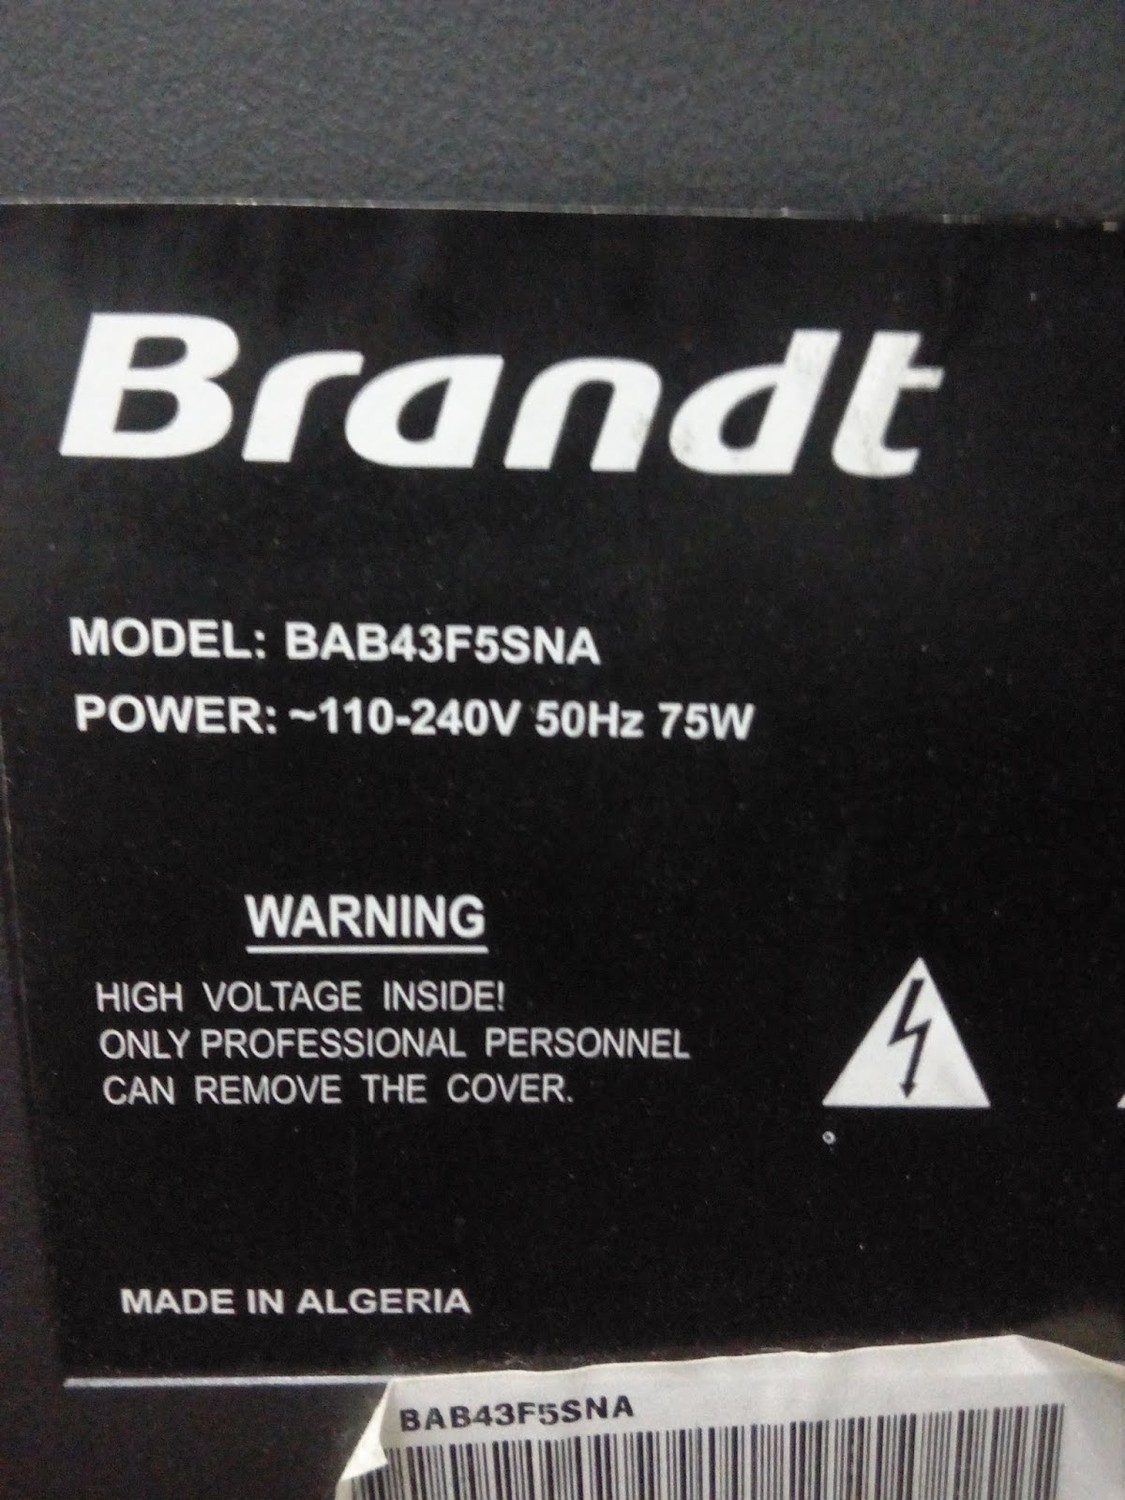 Brandt
MODEL: BAB43F5SNA
POWER: ~110-240V 50Hz 75W
WARNING
HIGH VOLTAGE INSIDE!
ONLY PROFESSIONAL PERSONNEL
CAN REMOVE THE COVER.
MADE IN ALGERIA
BAB43F5SNA